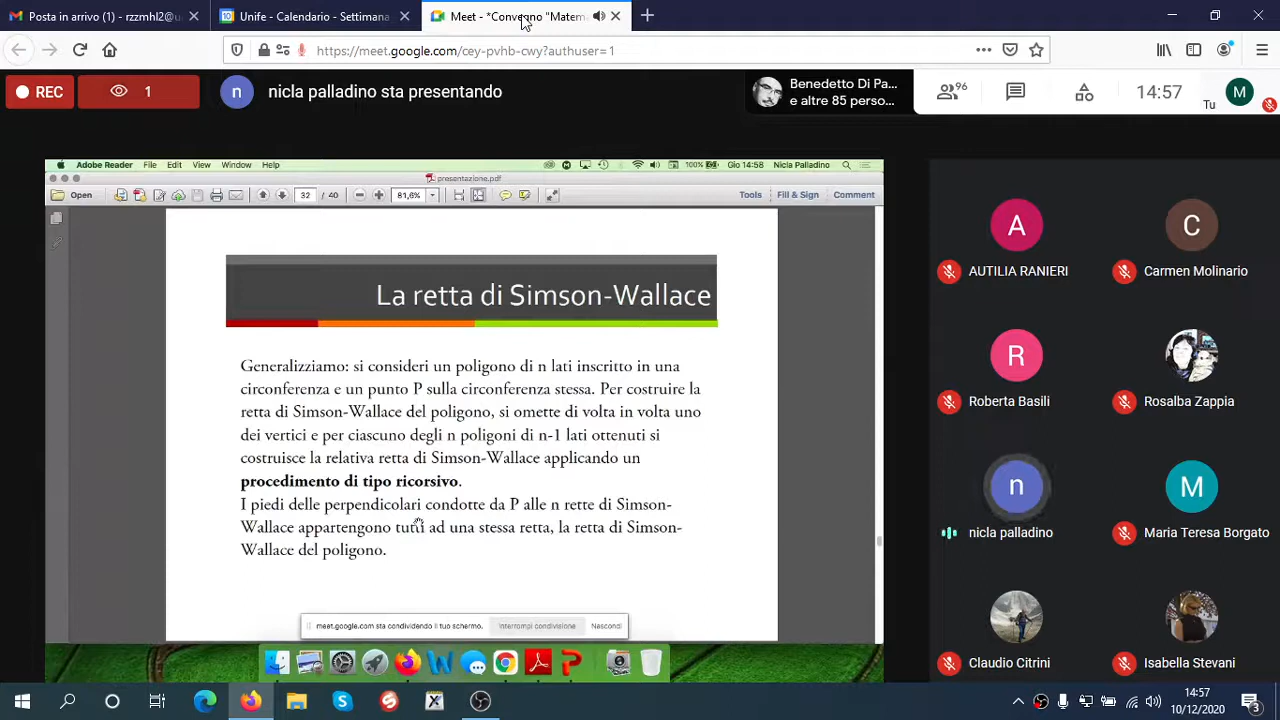 Posta in arrivo (1) - rzzmhl2@u
Unife - Calendario - Settimana
Meet - *Convegno "Matem
https://meet.google.com/cey-pvhb-cwy?authuser=1
REC
1
n
nicla palladino sta presentando
Benedetto Di Pa...
e altre 85 perso...
96
14:57
Tu
M
Adobe Reader File Edit View Window Help
100%
Gio 14:58 Nicla Palladino
presentazione.pdf
Open
32 / 40
81,6%
Tools Fill & Sign Comment
La retta di Simson-Wallace
Generalizziamo: si consideri un poligono di n lati inscritto in una
circonferenza e un punto P sulla circonferenza stessa. Per costruire la
retta di Simson-Wallace del poligono, si omette di volta in volta uno
dei vertici e per ciascuno degli n poligoni di n-1 lati ottenuti si
costruisce la relativa retta di Simson-Wallace applicando un
procedimento di tipo ricorsivo.
I piedi delle perpendicolari condotte da P alle n rette di Simson-
Wallace appartengono tutti ad una stessa retta, la retta di Simson-
Wallace del poligono.
meet.google.com sta condividendo il tuo schermo.
Interrompi condivisione
Nascondi
A
AUTILIA RANIERI
C
Carmen Molinario
R
Roberta Basili
Rosalba Zappia
n
nicla palladino
M
Maria Teresa Borgato
Claudio Citrini
Isabella Stevani
14:57
10/12/2020
3